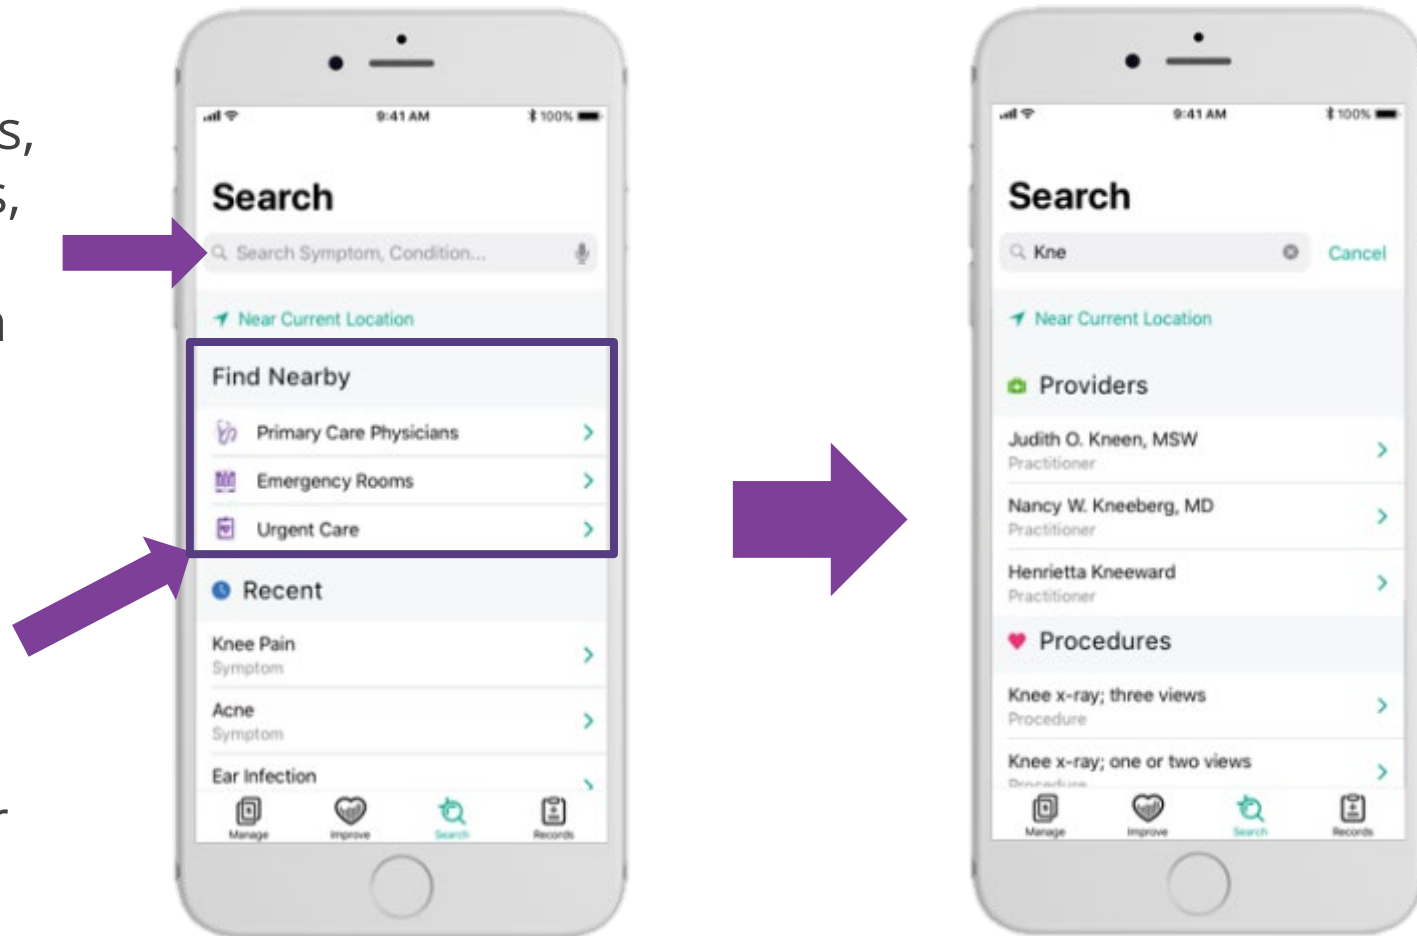 s,
s,
n
r
9:41 AM
100%
Search
Search Symptom, Condition...
Near Current Location
Find Nearby
Primary Care Physicians
Emergency Rooms
Urgent Care
Recent
Knee Pain
Symptom
Acne
Symptom
Ear Infection
Manage Improve Search Records
9:41 AM
100%
Search
Kne
Cancel
Near Current Location
Providers
Judith O. Kneen, MSW
Practitioner
Nancy W. Kneeberg, MD
Practitioner
Henrietta Kneeward
Practitioner
Procedures
Knee x-ray; three views
Procedure
Knee x-ray; one or two views
Procedure
Manage Improve Search Records